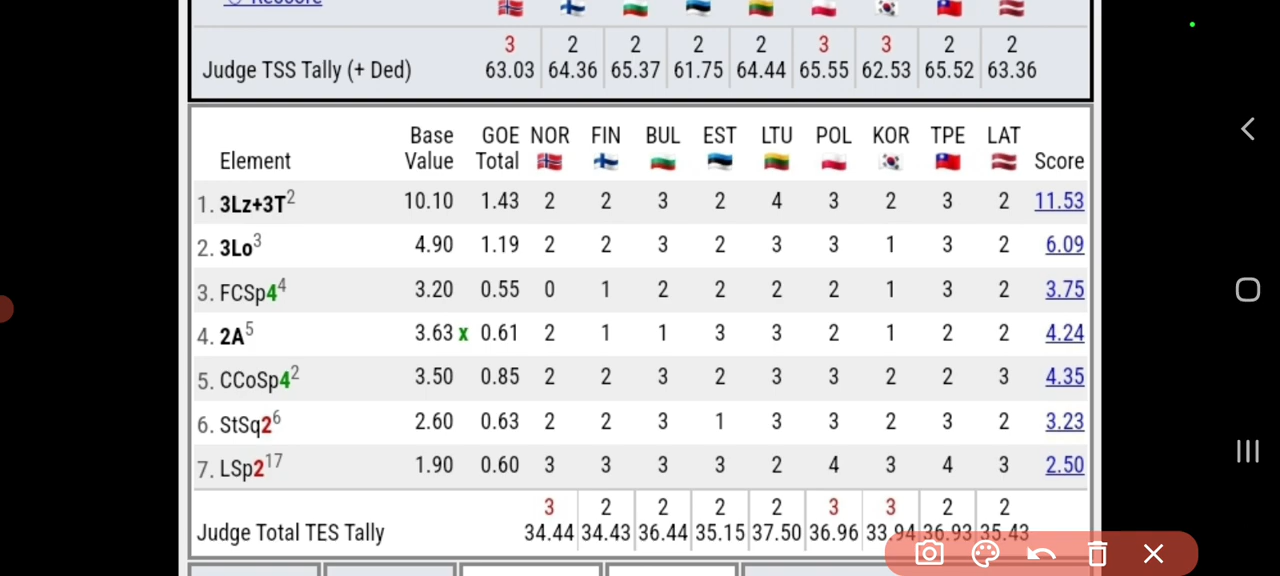 Rescore
3 2 2 2 2 3 3 2 2
Judge TSS Tally (+ Ded) 63.03 64.36 65.37 61.75 64.44 65.55 62.53 65.52 63.36
Base GOE NOR FIN BUL EST LTU POL KOR TPE LAT
Element Value Total Score
1. 3Lz+3T2 10.10 1.43 2 2 3 2 4 3 2 3 2 11.53
2. 3Lo3 4.90 1.19 2 2 3 2 3 3 1 3 2 6.09
3. FCSp44 3.20 0.55 0 1 2 2 2 2 1 3 2 3.75
4. 2A5 3.63 x 0.61 2 1 1 3 3 2 1 2 2 4.24
5. CCoSp42 3.50 0.85 2 2 3 2 3 3 2 2 3 4.35
6. StSq26 2.60 0.63 2 2 3 1 3 3 2 3 2 3.23
7. LSp217 1.90 0.60 3 3 3 3 2 4 3 4 3 2.50
3 2 2 2 2 3 3 2 2
Judge Total TES Tally 34.44 34.43 36.44 35.15 37.50 36.96 33.94 36.93 35.43